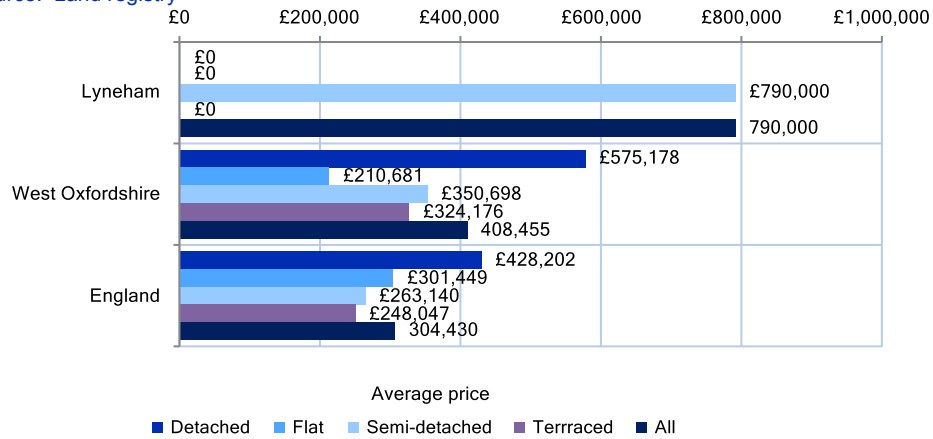 Land registry
£0 £200,000 £400,000 £600,000 £800,000 £1,000,000
£0
£0
Lyneham £790,000
£0
790,000
£575,178
£210,681
West Oxfordshire £350,698
£324,176
408,455
£428,202
£301,449
England £263,140
£248,047
304,430
Average price
Detached Flat Semi-detached Terrraced All